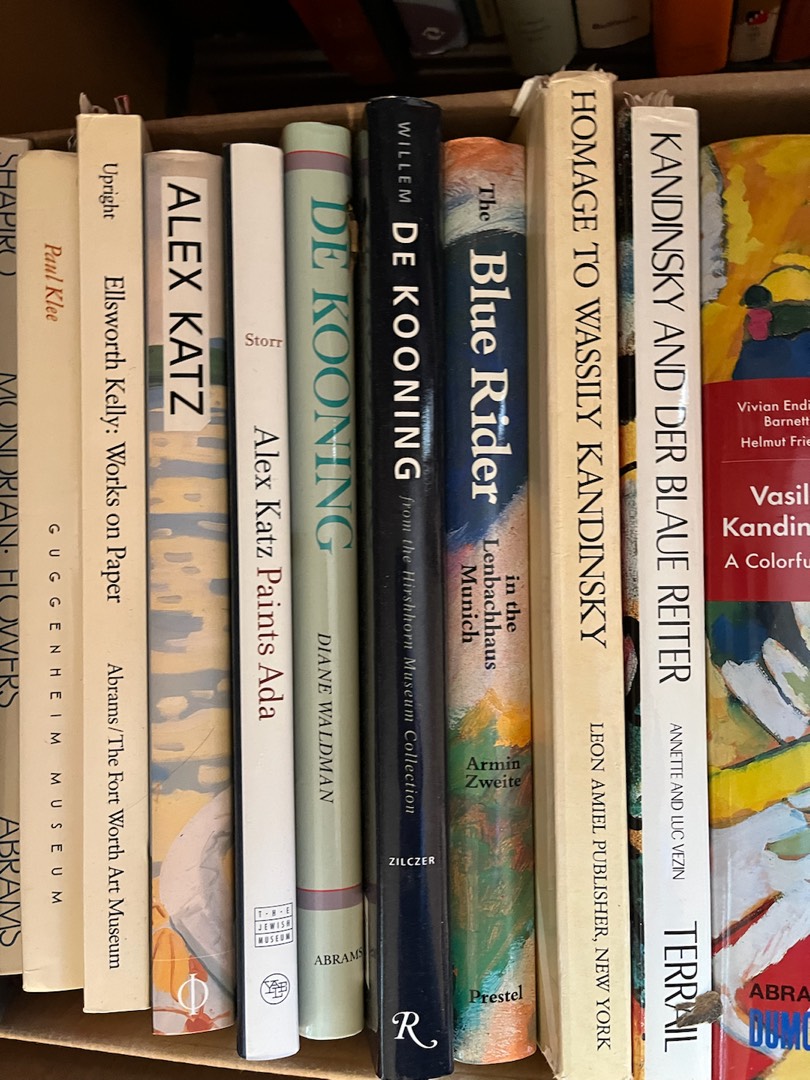 SHAPIRO
MONDRIAN: FLOWERS
ABRAMS
Paul Klee
GUGGENHEIM MUSEUM
Upright
Ellsworth Kelly: Works on Paper
Abrams/The Fort Worth Art Museum
ALEX KATZ
Storr
Alex Katz Paints Ada
T·H·E
JEWISH
MUSEUM
DE KOONING
DIANE WALDMAN
ABRAMS
WILLEM DE KOONING from the Hirshhorn Museum Collection
ZILCZER
R
The Blue Rider
in the
Lenbachhaus
Munich
Armin
Zweite
Prestel
HOMAGE TO WASSILY KANDINSKY
LEON AMIEL PUBLISHER, NEW YORK
KANDINSKY AND DER BLAUE REITER
ANNETTE AND LUC VEZIN
TERRAIL
Vivian Endi
Barnett
Helmut Frie
Vasil
Kandin
A Colorfu
ABRA
DUMO